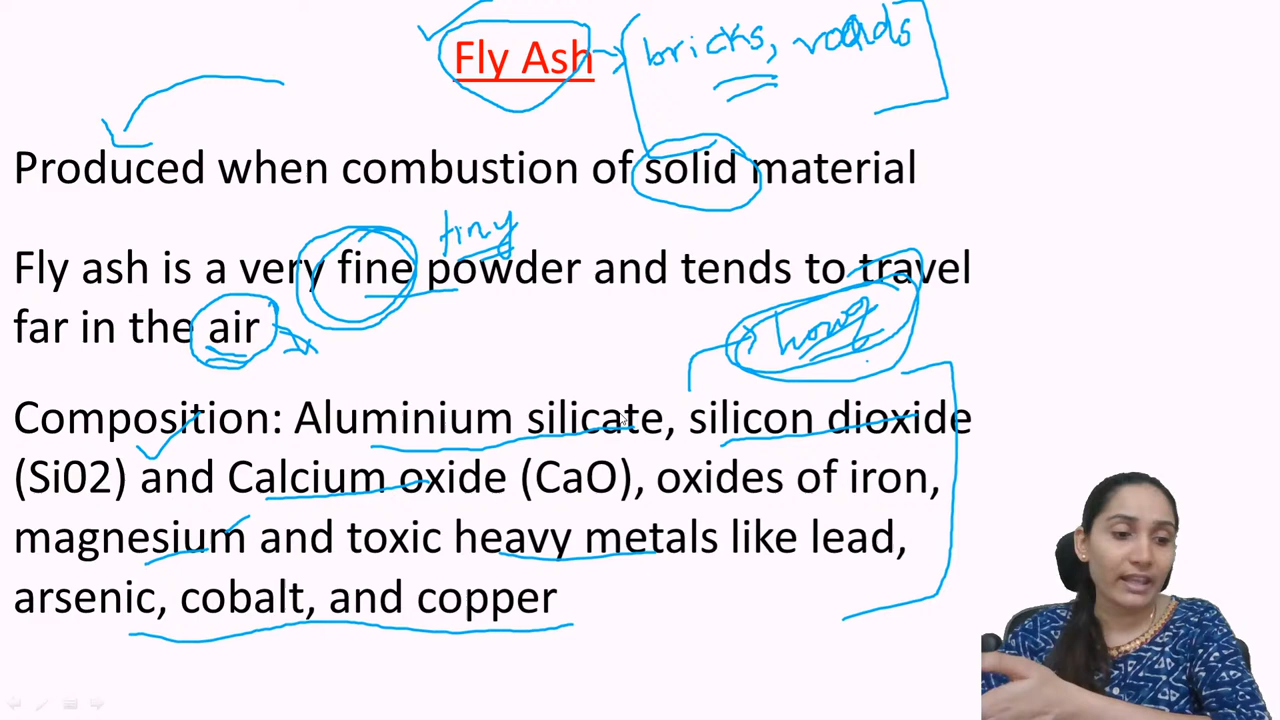 Fly Ash bricks, roads
Produced when combustion of solid material
tiny
Fly ash is a very fine powder and tends to travel
far in the air
Composition: Aluminium silicate, silicon dioxide
(Si02) and Calcium oxide (CaO), oxides of iron,
magnesium and toxic heavy metals like lead,
arsenic, cobalt, and copper